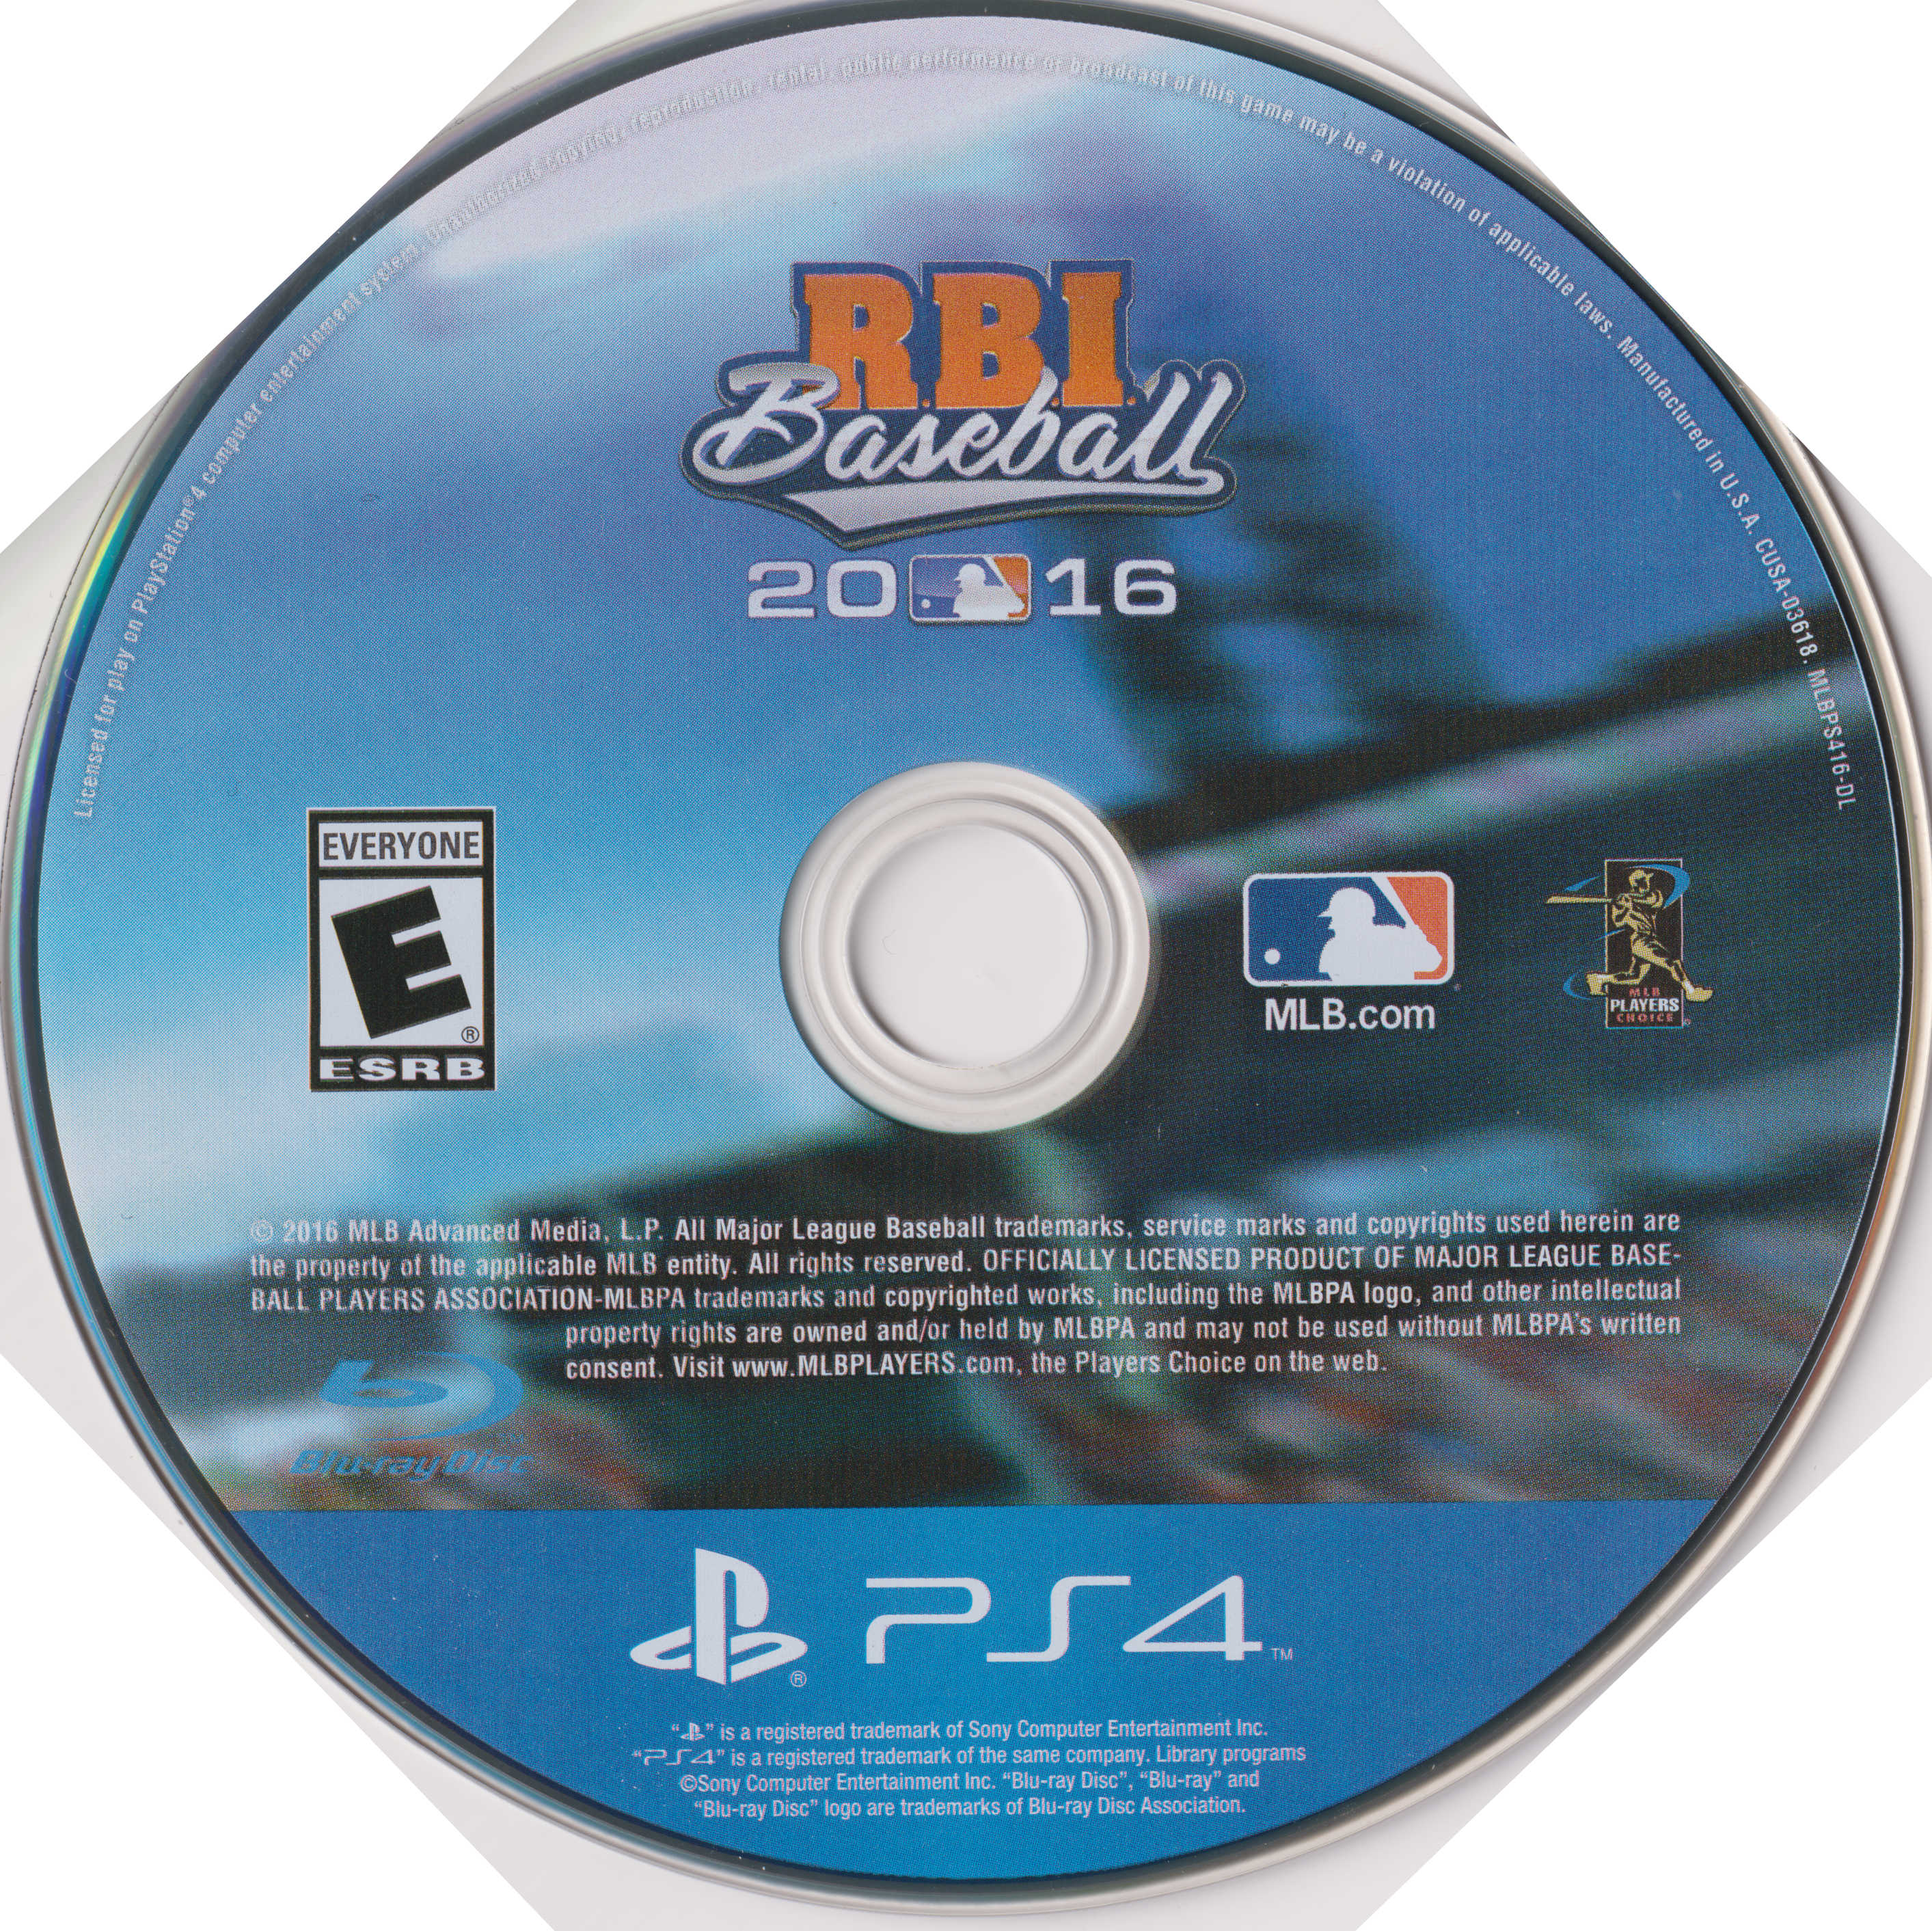 Licensed for play on PlayStation®4 computer entertainment system. Unauthorized copying, reproduction, rental, public performance or broadcast of this game may be a violation of applicable laws. Manufactured in U.S.A. CUSA-03618. MLBPS416-DL
R.B.I.
Baseball
20 16
EVERYONE
E
®
ESRB
MLB.com
MLB
PLAYERS
CHOICE
© 2016 MLB Advanced Media, L.P. All Major League Baseball trademarks, service marks and copyrights used herein are
the property of the applicable MLB entity. All rights reserved. OFFICIALLY LICENSED PRODUCT OF MAJOR LEAGUE BASE-
BALL PLAYERS ASSOCIATION-MLBPA trademarks and copyrighted works, including the MLBPA logo, and other intellectual
property rights are owned and/or held by MLBPA and may not be used without MLBPA's written
consent. Visit www.MLBPLAYERS.com, the Players Choice on the web.
Blu-ray Disc
® PS4™
“ ” is a registered trademark of Sony Computer Entertainment Inc.
“PS4” is a registered trademark of the same company. Library programs
©Sony Computer Entertainment Inc. “Blu-ray Disc”, “Blu-ray” and
“Blu-ray Disc” logo are trademarks of Blu-ray Disc Association.